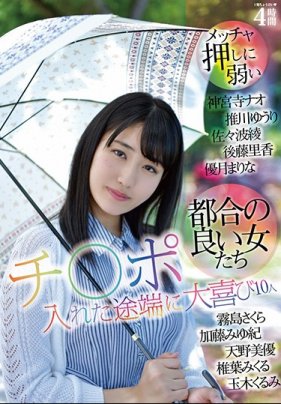 4時間
メッチャ
押しに
弱い
神宮寺ナオ
推川ゆうり
佐々波綾
後藤里香
優月まりな
都合の
良い女
たち
チ〇ポ
入れた途端に大喜び10人
霧島さくら
加藤みゆ紀
天野美優
椎葉みくる
玉木くるみ